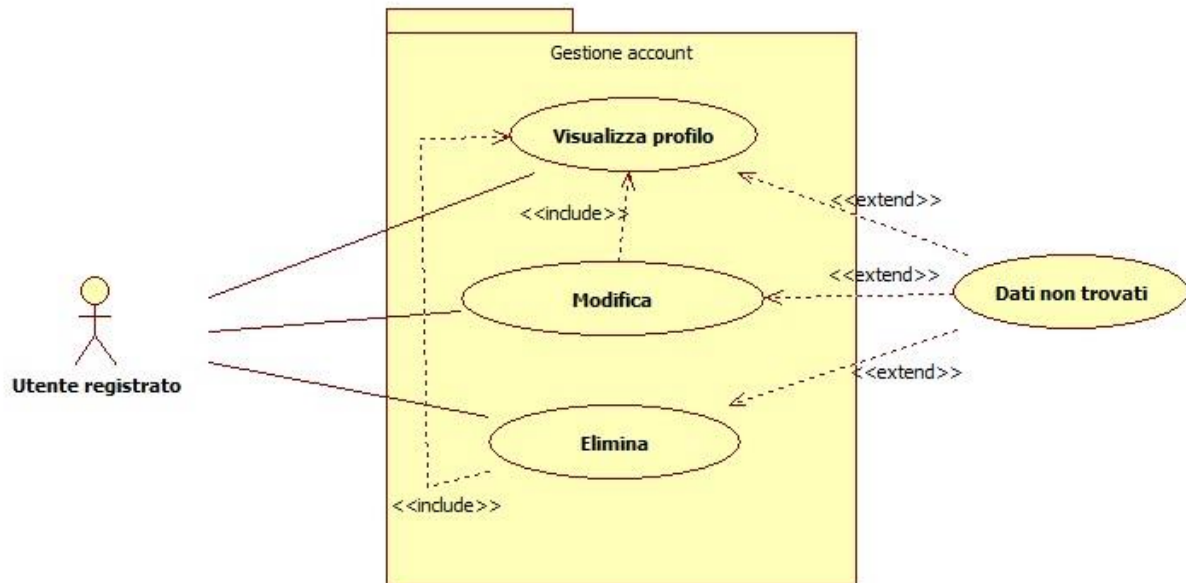 Gestione account
Visualizza profilo
<<include>>
<<extend>>
Modifica
<<extend>>
Dati non trovati
Utente registrato
<<extend>>
Elimina
<<include>>